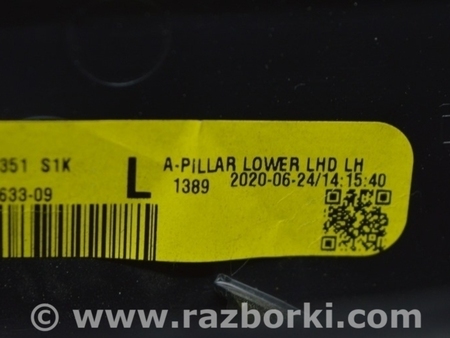 351 S1K
633-09
L
A-PILLAR LOWER LHD LH
1389 2020-06-24/14:15:40
© www.razborki.com